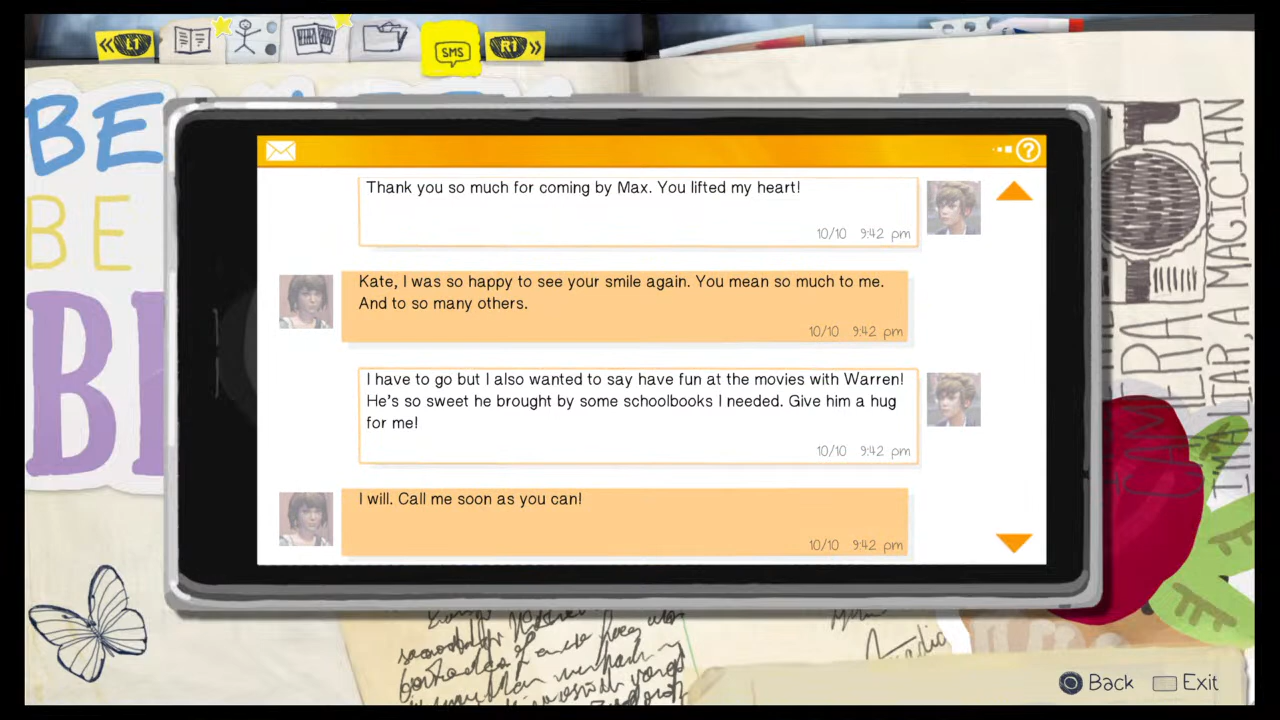 L1
SMS
R1
BE
BE
Thank you so much for coming by Max. You lifted my heart!
10/10 9:42 pm
Kate, I was so happy to see your smile again. You mean so much to me.
And to so many others.
10/10 9:42 pm
I have to go but I also wanted to say have fun at the movies with Warren!
He's so sweet he brought by some schoolbooks I needed. Give him a hug
for me!
10/10 9:42 pm
I will. Call me soon as you can!
10/10 9:42 pm
CAMERA
I'M A LIAR, A MAGICIAN
Back
Exit